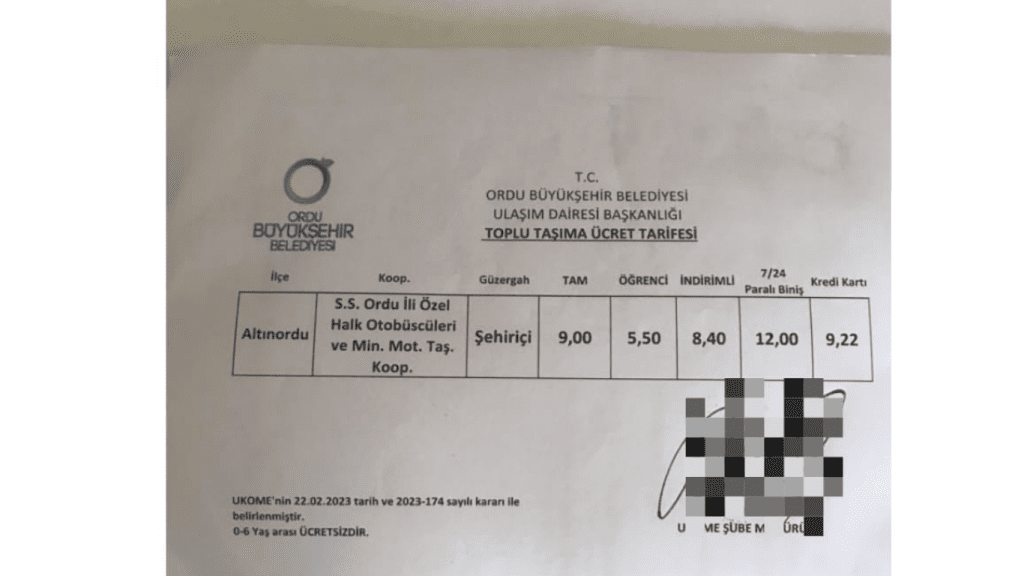 ORDU
BÜYÜKŞEHİR
BELEDİYESİ
T.C.
ORDU BÜYÜKŞEHİR BELEDİYESİ
ULAŞIM DAİRESİ BAŞKANLIĞI
TOPLU TAŞIMA ÜCRET TARİFESİ
İlçe Koop. Güzergah TAM ÖĞRENCİ İNDİRİMLİ 7/24 Paralı Biniş Kredi Kartı
Altınordu
S.S. Ordu İli Özel
Halk Otobüscüleri
ve Min. Mot. Taş.
Koop.
Şehiriçi 9,00 5,50 8,40 12,00 9,22
UKOME'nin 22.02.2023 tarih ve 2023-174 sayılı kararı ile
belirlenmiştir.
0-6 Yaş arası ÜCRETSİZDİR.
ŞUBE